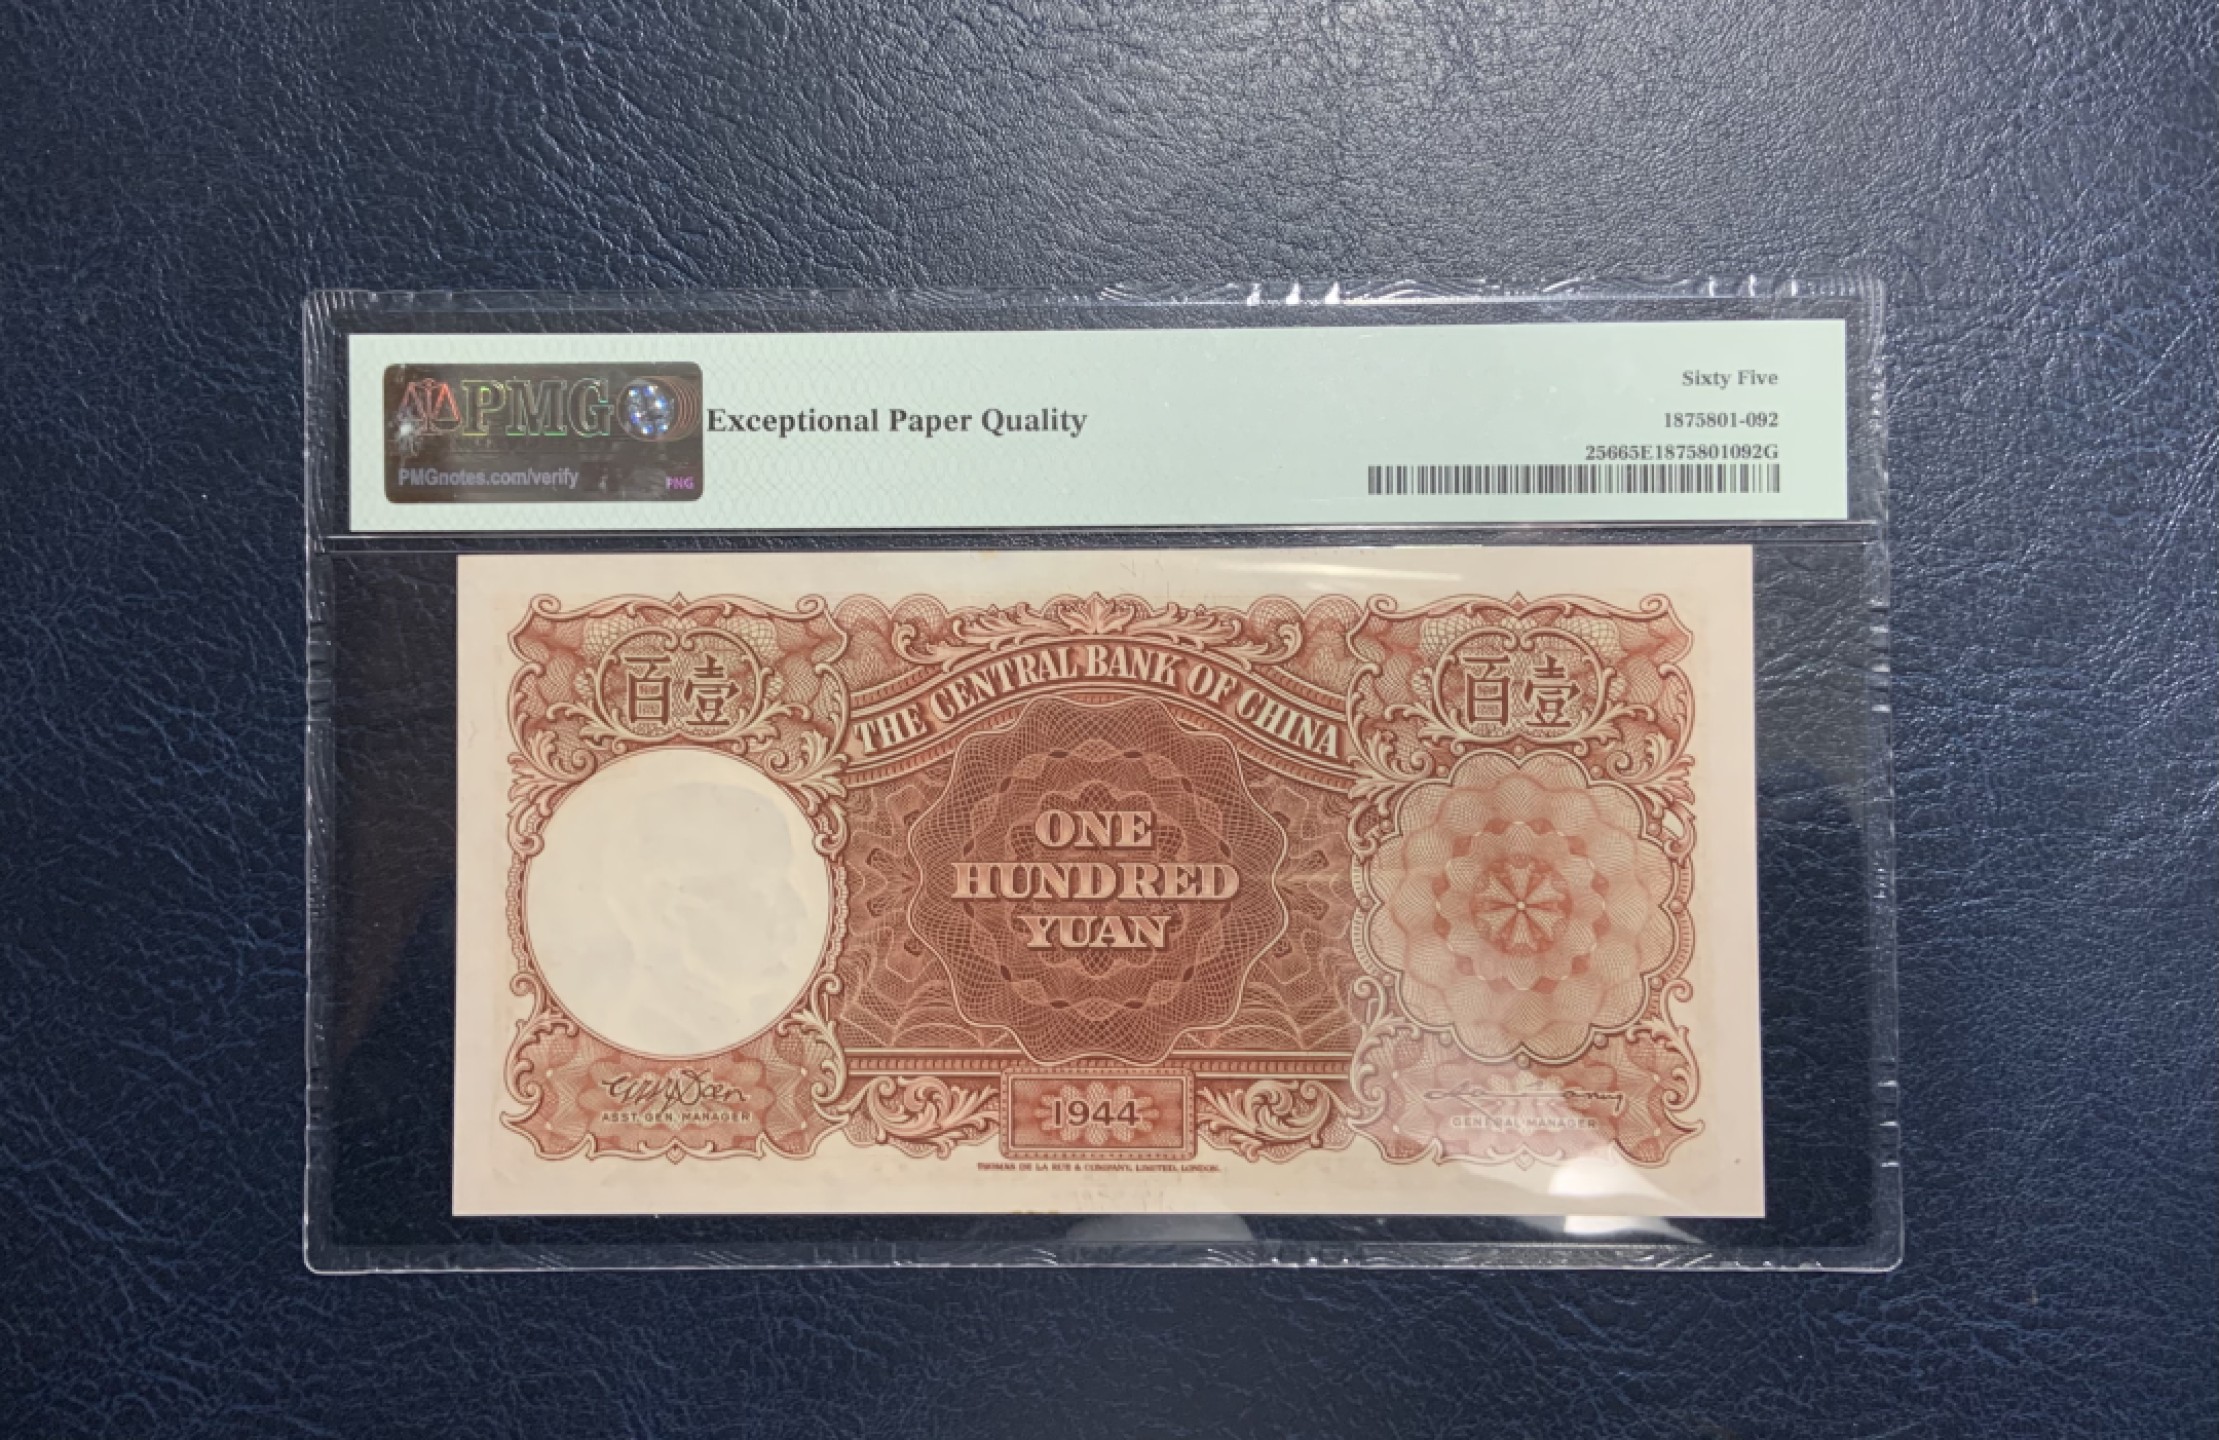 PMG
PMGnotes.com/verify
PNG
Exceptional Paper Quality
Sixty Five
1875801-092
25665E1875801092G
百壹
THE CENTRAL BANK OF CHINA
百壹
ONE
HUNDRED
YUAN
ASST. GEN. MANAGER
1944
GENERAL MANAGER
THOMAS DE LA RUE & COMPANY, LIMITED, LONDON.